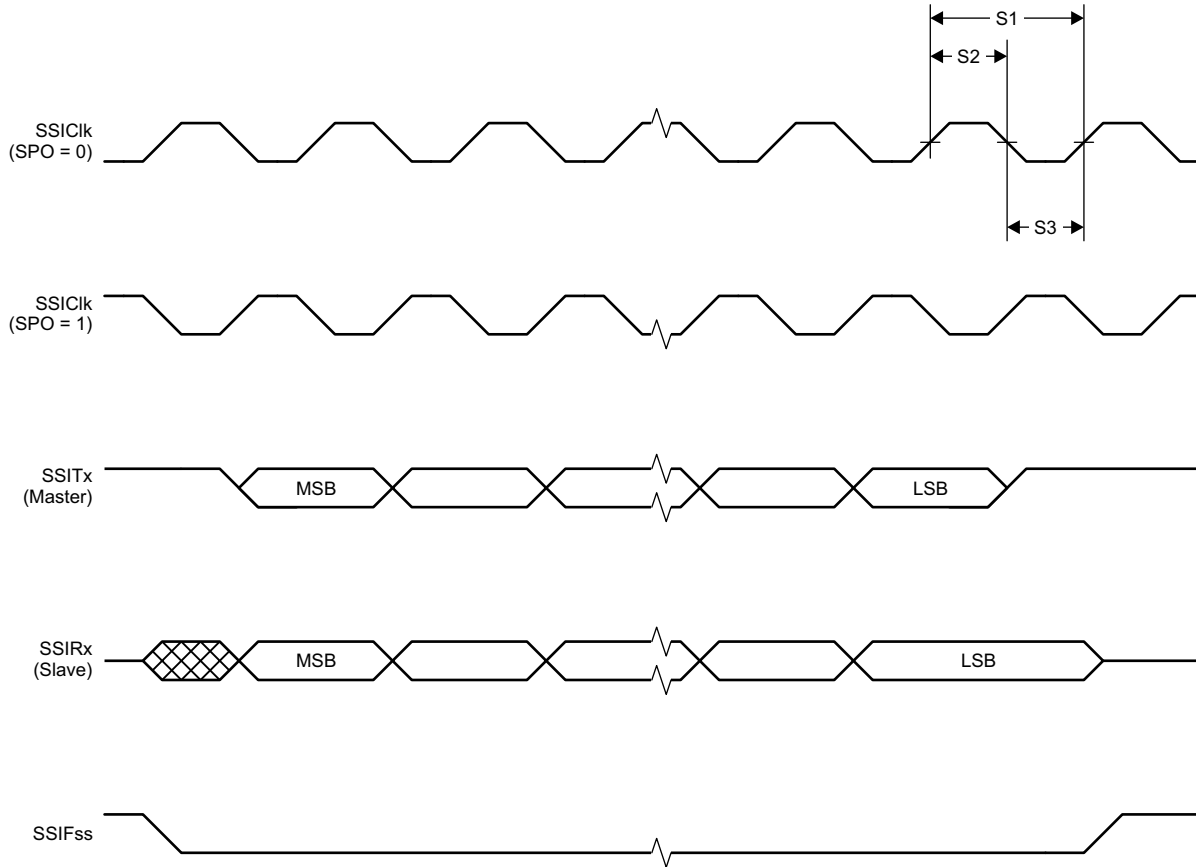 S1
S2
SSIClk
(SPO = 0)
S3
SSIClk
(SPO = 1)
SSITx
(Master)
MSB
LSB
SSIRx
(Slave)
MSB
LSB
SSIFss